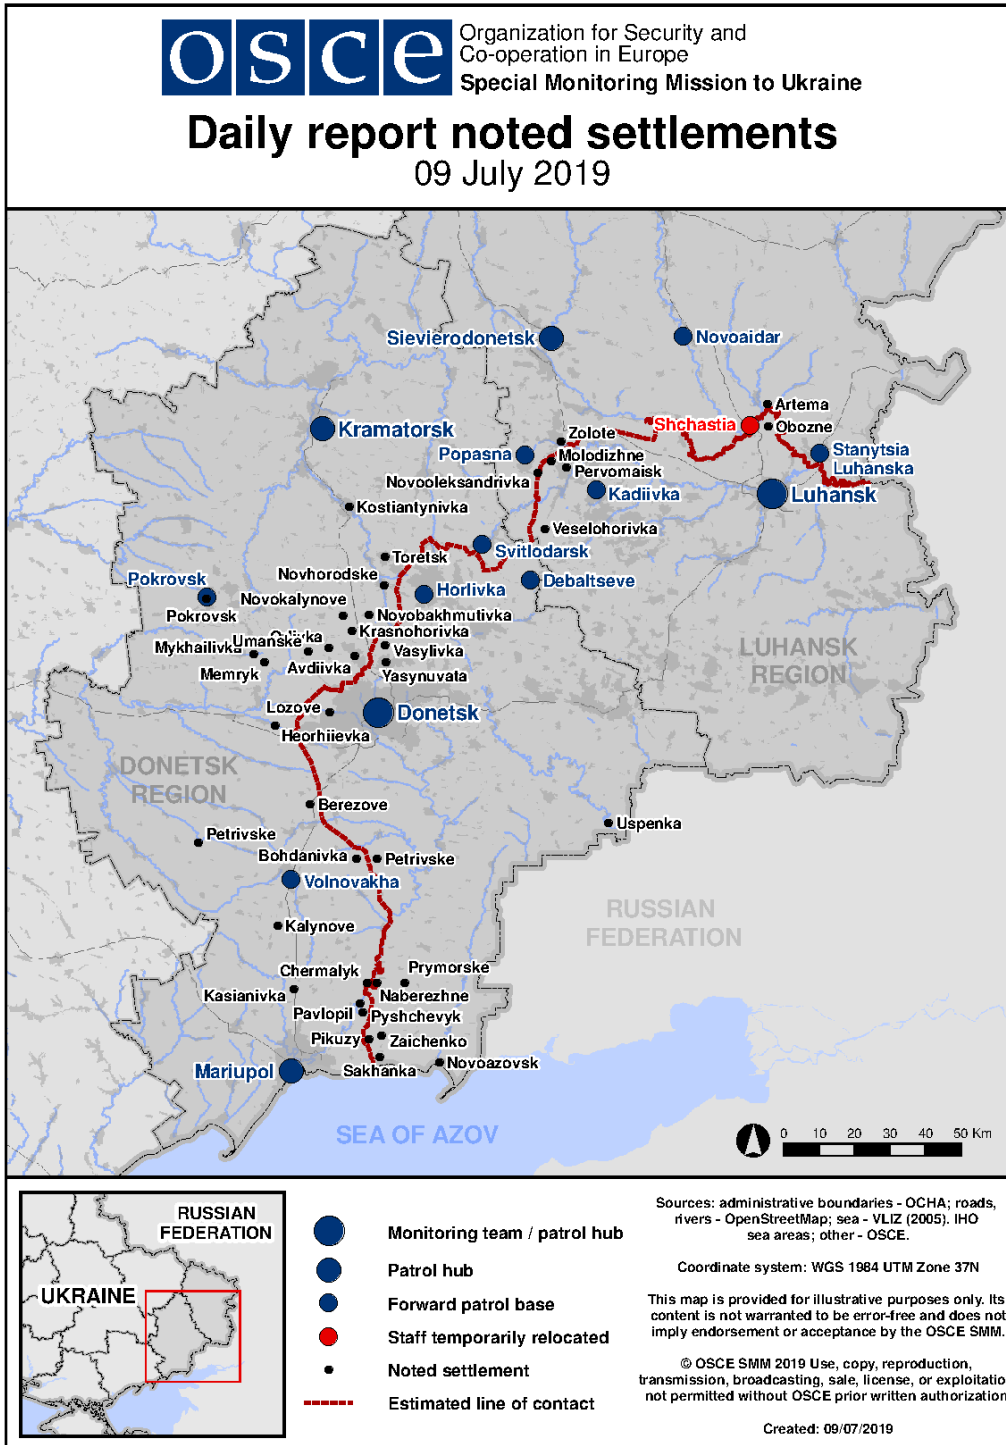 osce
Organization for Security and
Co-operation in Europe
Special Monitoring Mission to Ukraine
Daily report noted settlements
09 July 2019
Sievierodonetsk
Novoaidar
Artema
Shchastia
Obozne
Kramatorsk
Zolote
Stanytsia
Luhanska
Popasna
Molodizhne
Pervomaisk
Novooleksandrivka
Kadiivka
Luhansk
Kostiantynivka
Veselohorivka
Svitlodarsk
Toretsk
Debaltseve
Novhorodske
Horlivka
Pokrovsk
Pokrovsk
Novokalynove
Novobakhmutivka
Krasnohorivka
Umanske
Mykhailivka
Vasylivka
Avdiivka
Memryk
Yasynuvata
LUHANSK
REGION
Lozove
Donetsk
Heorhiievka
DONETSK
REGION
Berezove
Uspenka
Petrivske
Bohdanivka
Petrivske
Volnovakha
RUSSIAN
FEDERATION
Kalynove
Chermalyk
Prymorske
Kasianivka
Naberezhne
Pavlopil
Pyshchevyk
Pikuzy
Zaichenko
Sakhanka
Novoazovsk
Mariupol
SEA OF AZOV
0 10 20 30 40 50 Km
RUSSIAN
FEDERATION
UKRAINE
Monitoring team / patrol hub
Patrol hub
Forward patrol base
Staff temporarily relocated
Noted settlement
Estimated line of contact
Sources: administrative boundaries - OCHA; roads,
rivers - OpenStreetMap; sea - VLIZ (2005). IHO
sea areas; other - OSCE.
Coordinate system: WGS 1984 UTM Zone 37N
This map is provided for illustrative purposes only. Its
content is not warranted to be error-free and does not
imply endorsement or acceptance by the OSCE SMM.
© OSCE SMM 2019 Use, copy, reproduction,
transmission, broadcasting, sale, license, or exploitatio
not permitted without OSCE prior written authorization
Created: 09/07/2019